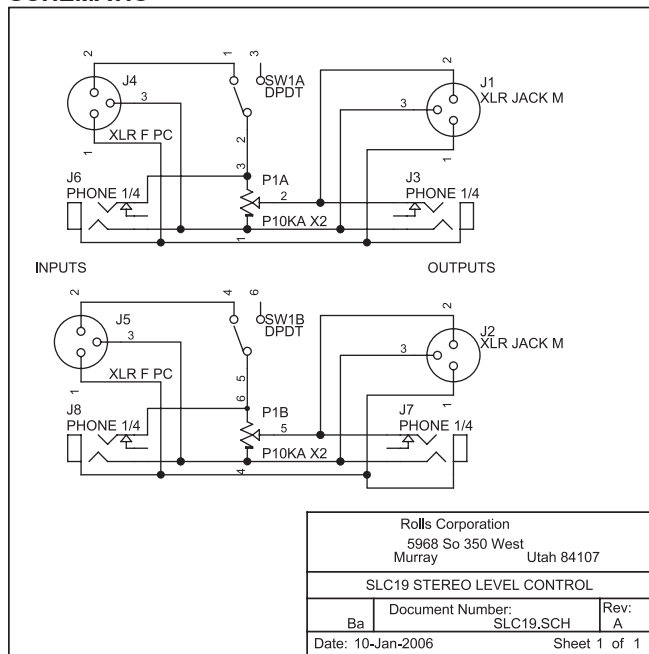 SCHEMATIC
2
1
3
2
J4
SW1A
DPDT
J1
XLR JACK M
3
3
XLR F PC
1
2
1
J6
PHONE 1/4
3
P1A
2
J3
PHONE 1/4
P10KA X2
1
INPUTS
OUTPUTS
2
4
6
2
J5
SW1B
DPDT
J2
XLR JACK M
3
3
XLR F PC
1
5
1
J8
PHONE 1/4
6
P1B
5
J7
PHONE 1/4
P10KA X2
4
Rolls Corporation
5968 So 350 West
Murray Utah 84107
SLC19 STEREO LEVEL CONTROL
Document Number: Rev:
Ba SLC19.SCH A
Date: 10-Jan-2006 Sheet 1 of 1